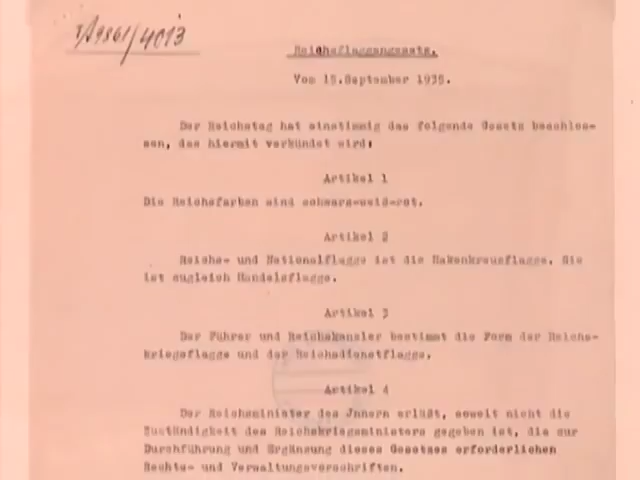 I/A9861/4013
Reichsflaggengesetz.
Vom 15.September 1935.
Der Reichstag hat einstimmig das folgende Gesetz beschlos-
sen, das hiermit verkündet wird:
Artikel 1
Die Reichsfarben sind schwarz-weiß-rot.
Artikel 2
Reichs- und Nationalflagge ist die Hakenkreuzflagge. Sie
ist zugleich Handelsflagge.
Artikel 3
Der Führer und Reichskanzler bestimmt die Form der Reichs-
kriegsflagge und der Reichsdienstflagge.
Artikel 4
Der Reichsminister des Jnnern erläßt, soweit nicht die
Zuständigkeit des Reichskriegsministers gegeben ist, die zur
Durchführung und Ergänzung dieses Gesetzes erforderlichen
Rechts- und Verwaltungsvorschriften.